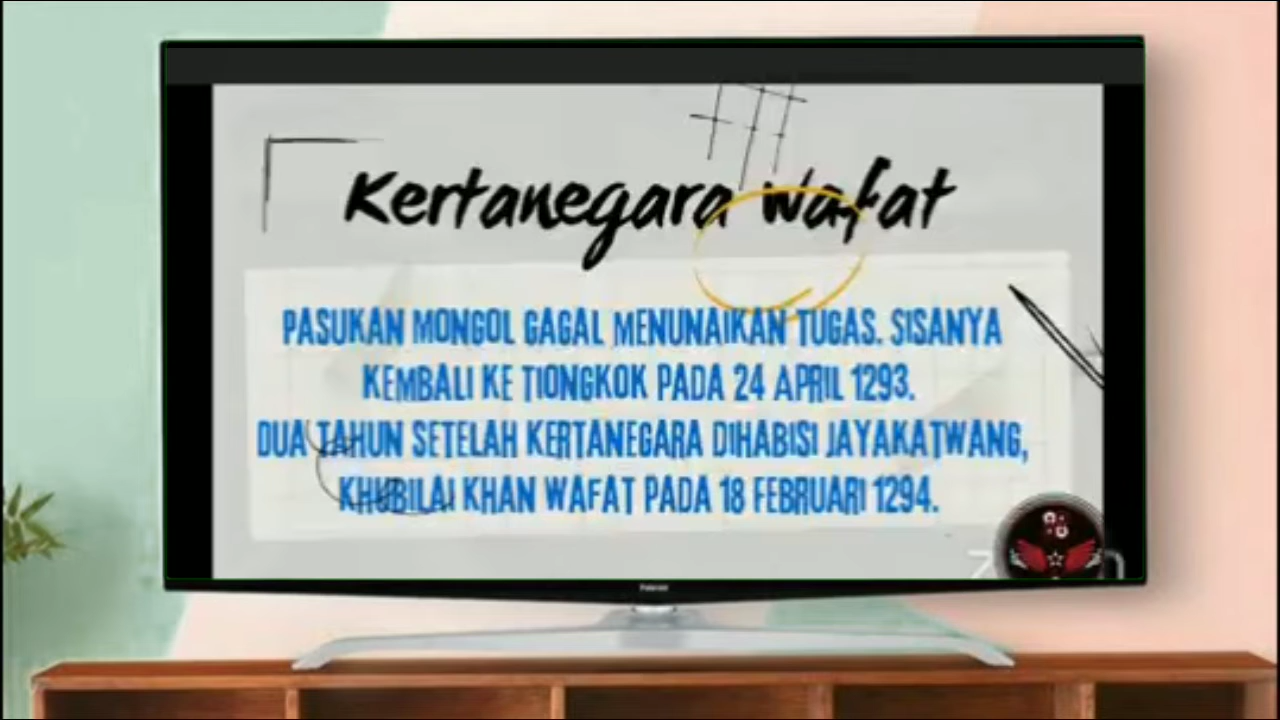 Kertanegara Wafat
PASUKAN MONGOL GAGAL MENUNAIKAN TUGAS. SISANYA
KEMBALI KE TIONGKOK PADA 24 APRIL 1293.
DUA TAHUN SETELAH KERTANEGARA DIHABISI JAYAKATWANG,
KHUBILAI KHAN WAFAT PADA 18 FEBRUARI 1294.